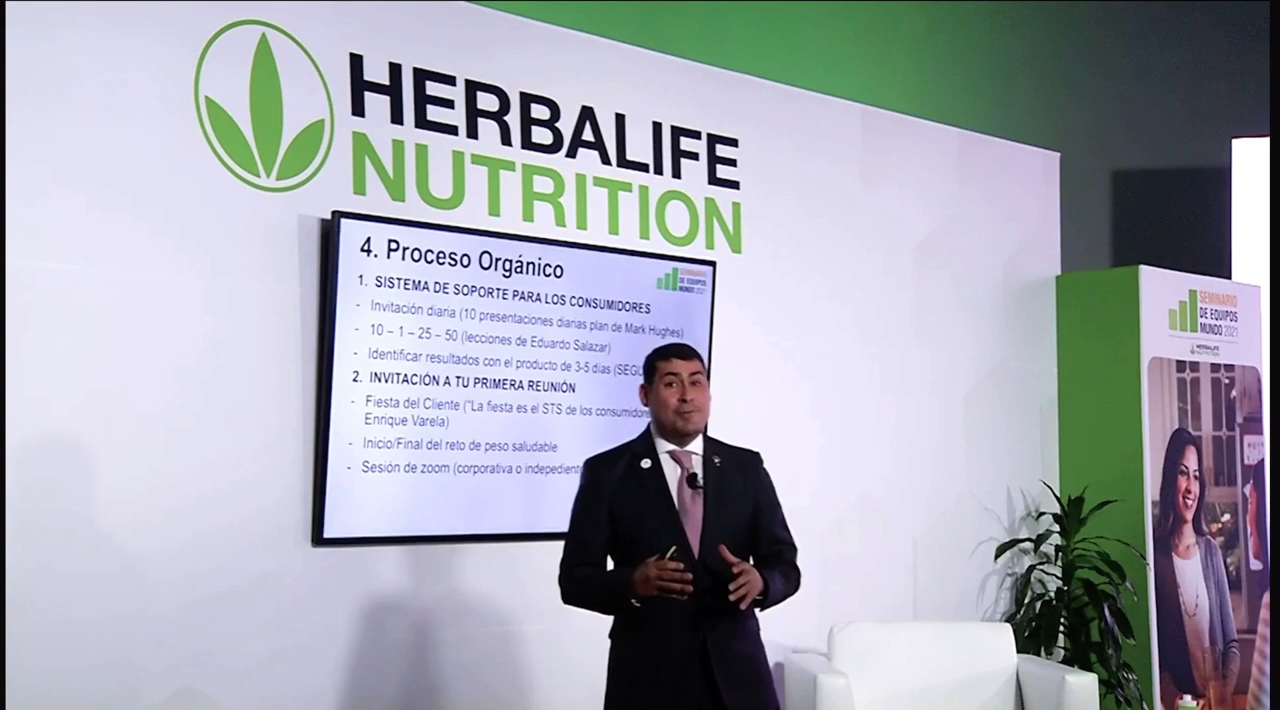 HERBALIFE
NUTRITION
4. Proceso Orgánico
SEMINARIO
DE EQUIPOS
MUNDO 2021
1. SISTEMA DE SOPORTE PARA LOS CONSUMIDORES
- Invitación diaria (10 presentaciones diarias plan de Mark Hughes)
- 10 – 1 – 25 – 50 (lecciones de Eduardo Salazar)
- Identificar resultados con el producto de 3-5 días (SEGU
2. INVITACIÓN A TU PRIMERA REUNIÓN
- Fiesta del Cliente ("La fiesta es el STS de los consumidore
Enrique Varela)
- Inicio/Final del reto de peso saludable
- Sesión de zoom (corporativa o indepedient
SEMINARIO
DE EQUIPOS
MUNDO 2021
HERBALIFE
NUTRITION